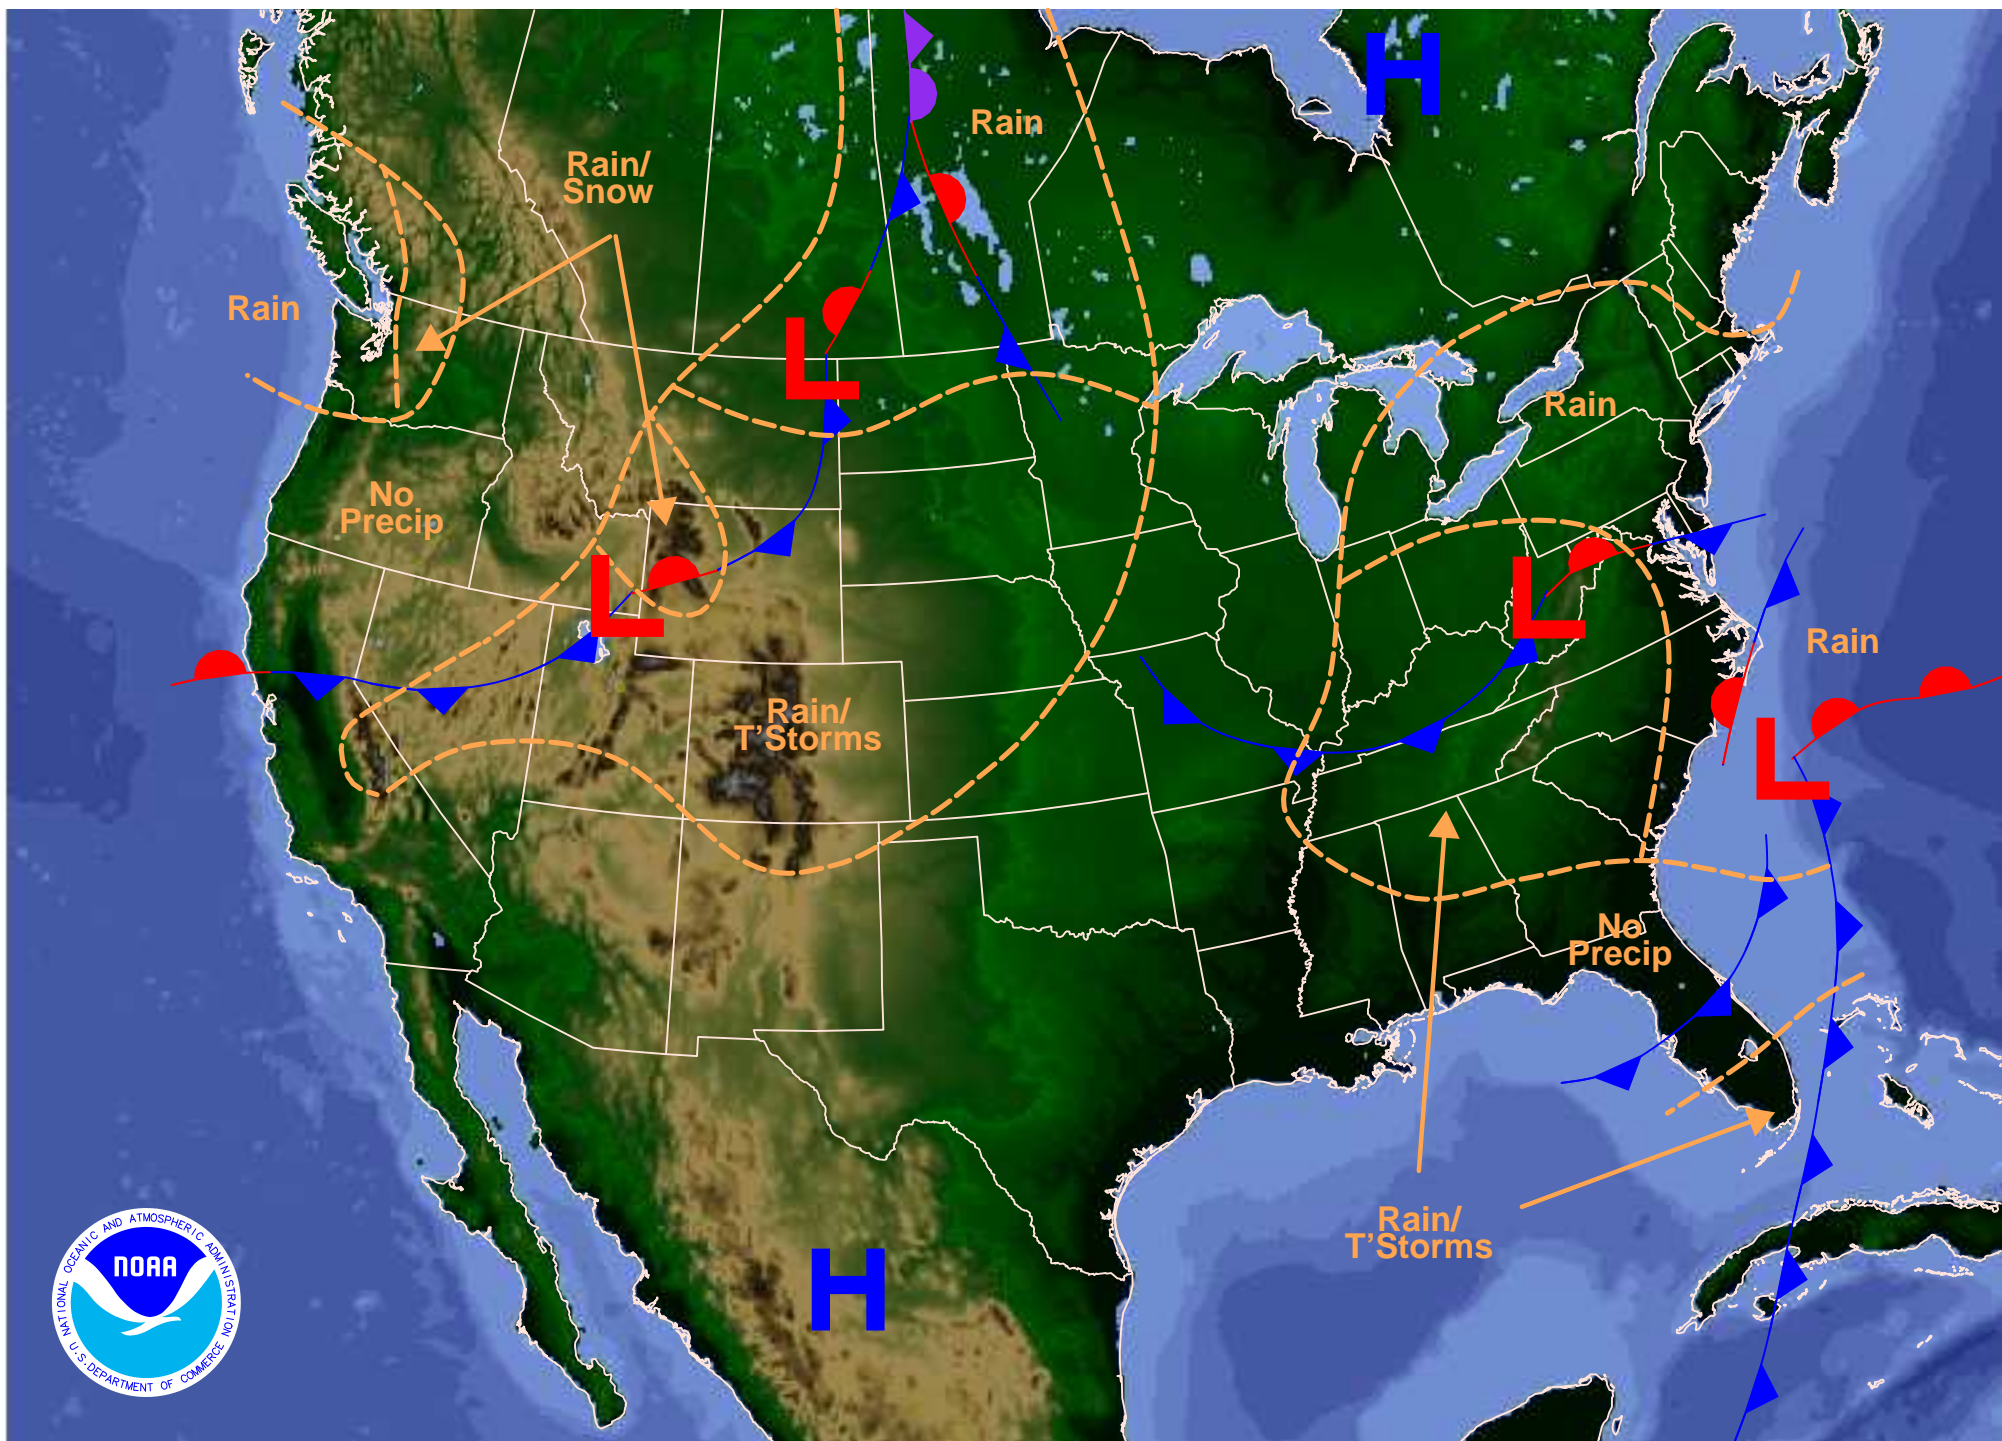 H
Rain
Rain/
Snow
Rain
L
Rain
No
Precip
L
L
Rain
Rain/
T'Storms
L
No
Precip
Rain/
T'Storms
H
NATIONAL OCEANIC AND ATMOSPHERIC ADMINISTRATION
NOAA
U.S. DEPARTMENT OF COMMERCE